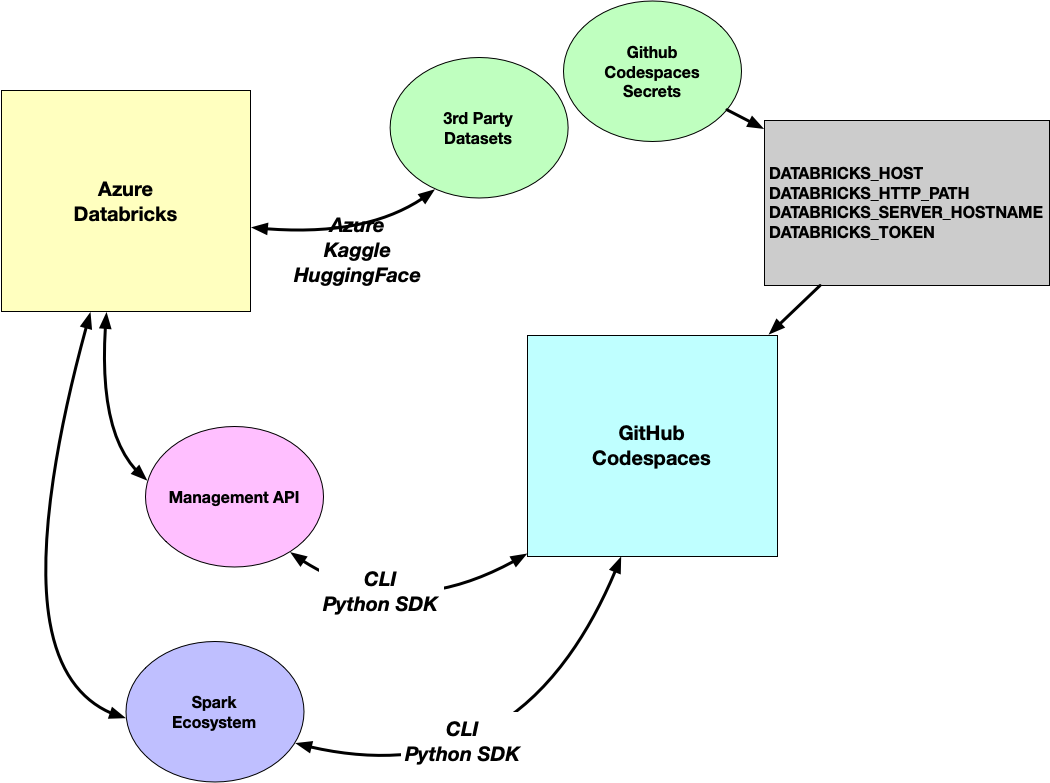 Github
Codespaces
Secrets
3rd Party
Datasets
Azure
Databricks
DATABRICKS_HOST
DATABRICKS_HTTP_PATH
DATABRICKS_SERVER_HOSTNAME
DATABRICKS_TOKEN
Azure
Kaggle
HuggingFace
GitHub
Codespaces
Management API
CLI
Python SDK
Spark
Ecosystem
CLI
Python SDK